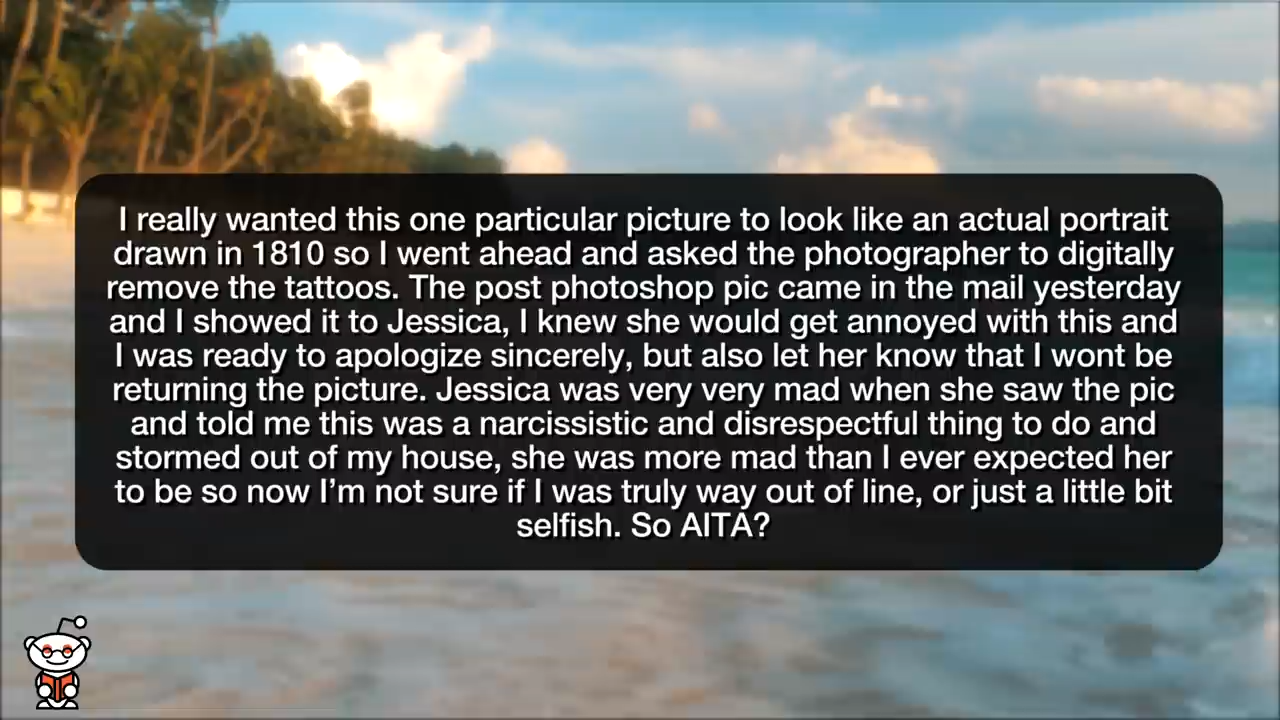 I really wanted this one particular picture to look like an actual portrait
drawn in 1810 so I went ahead and asked the photographer to digitally
remove the tattoos. The post photoshop pic came in the mail yesterday
and I showed it to Jessica, I knew she would get annoyed with this and
I was ready to apologize sincerely, but also let her know that I wont be
returning the picture. Jessica was very very mad when she saw the pic
and told me this was a narcissistic and disrespectful thing to do and
stormed out of my house, she was more mad than I ever expected her
to be so now I'm not sure if I was truly way out of line, or just a little bit
selfish. So AITA?